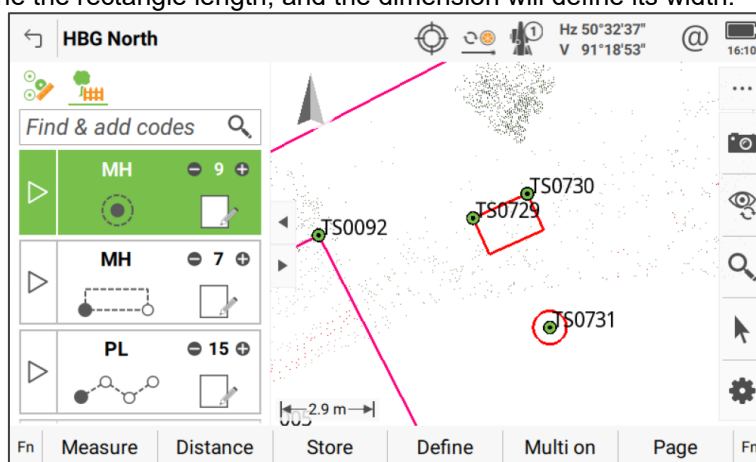 the rectangle length, and the dimension will define its width.
HBG North
1
Hz 50°32'37"
V 91°18'53"
@
16:10
Find & add codes
MH 9
MH 7
PL 15
TS0730
TS0729
TS0092
TS0731
2.9 m
Fn Measure Distance Store Define Multi on Page Fn